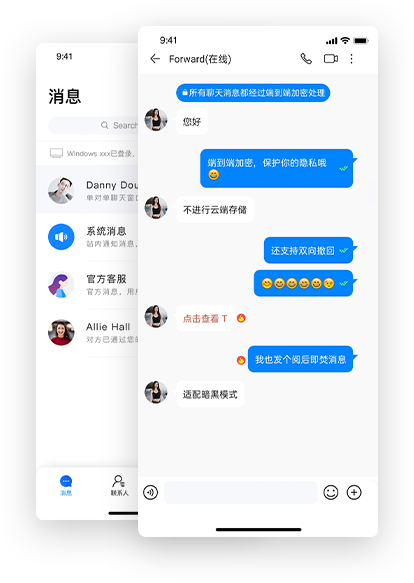 9:41
消息
Search
Windows xxx已登录,
Danny Dou
单对单聊天窗口
系统消息
站内通知消息,
官方客服
官方消息, 用户
Allie Hall
对方已通过您的
消息
联系人
9:41
Forward(在线)
所有聊天消息都经过端到端加密处理
您好
端到端加密，保护你的隐私哦
😄
不进行云端存储
还支持双向撤回
😊😄😄😄😄😘
点击查看 T
我也发个阅后即焚消息
适配暗黑模式